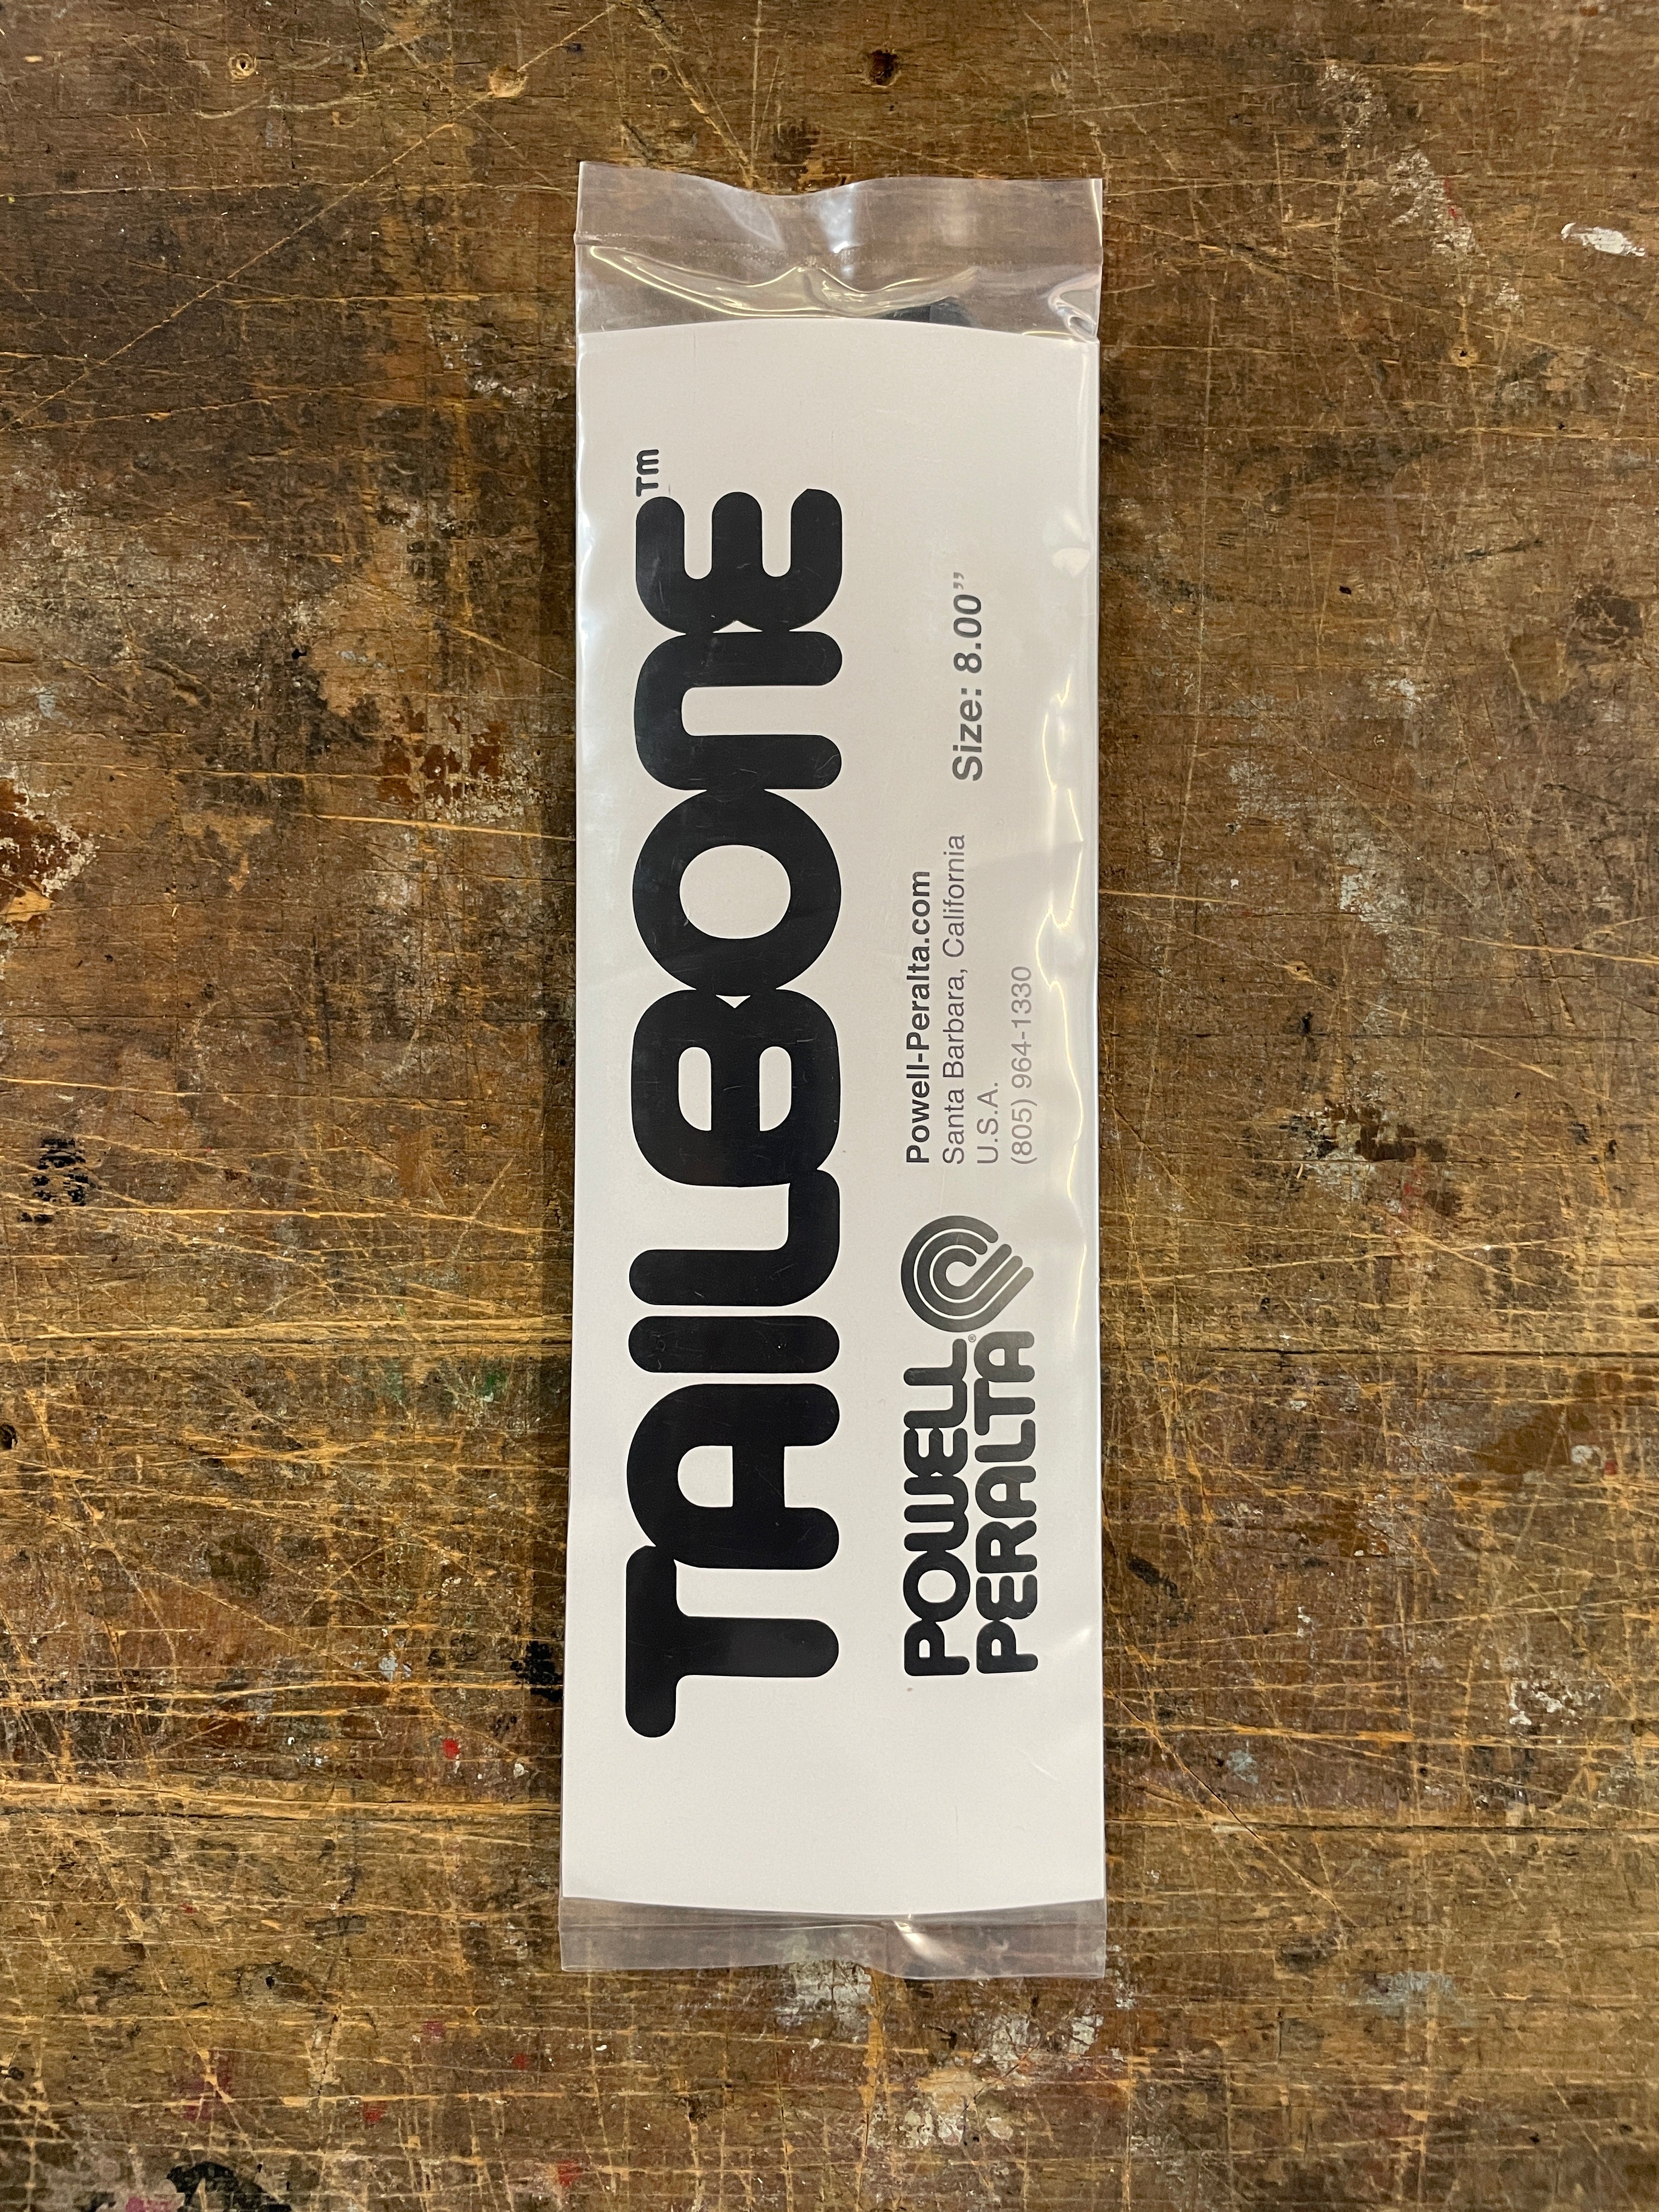 TAILBONE™
POWELL
PERALTA®
Powell-Peralta.com
Santa Barbara, California
U.S.A.
(805) 964-1330
Size: 8.00”